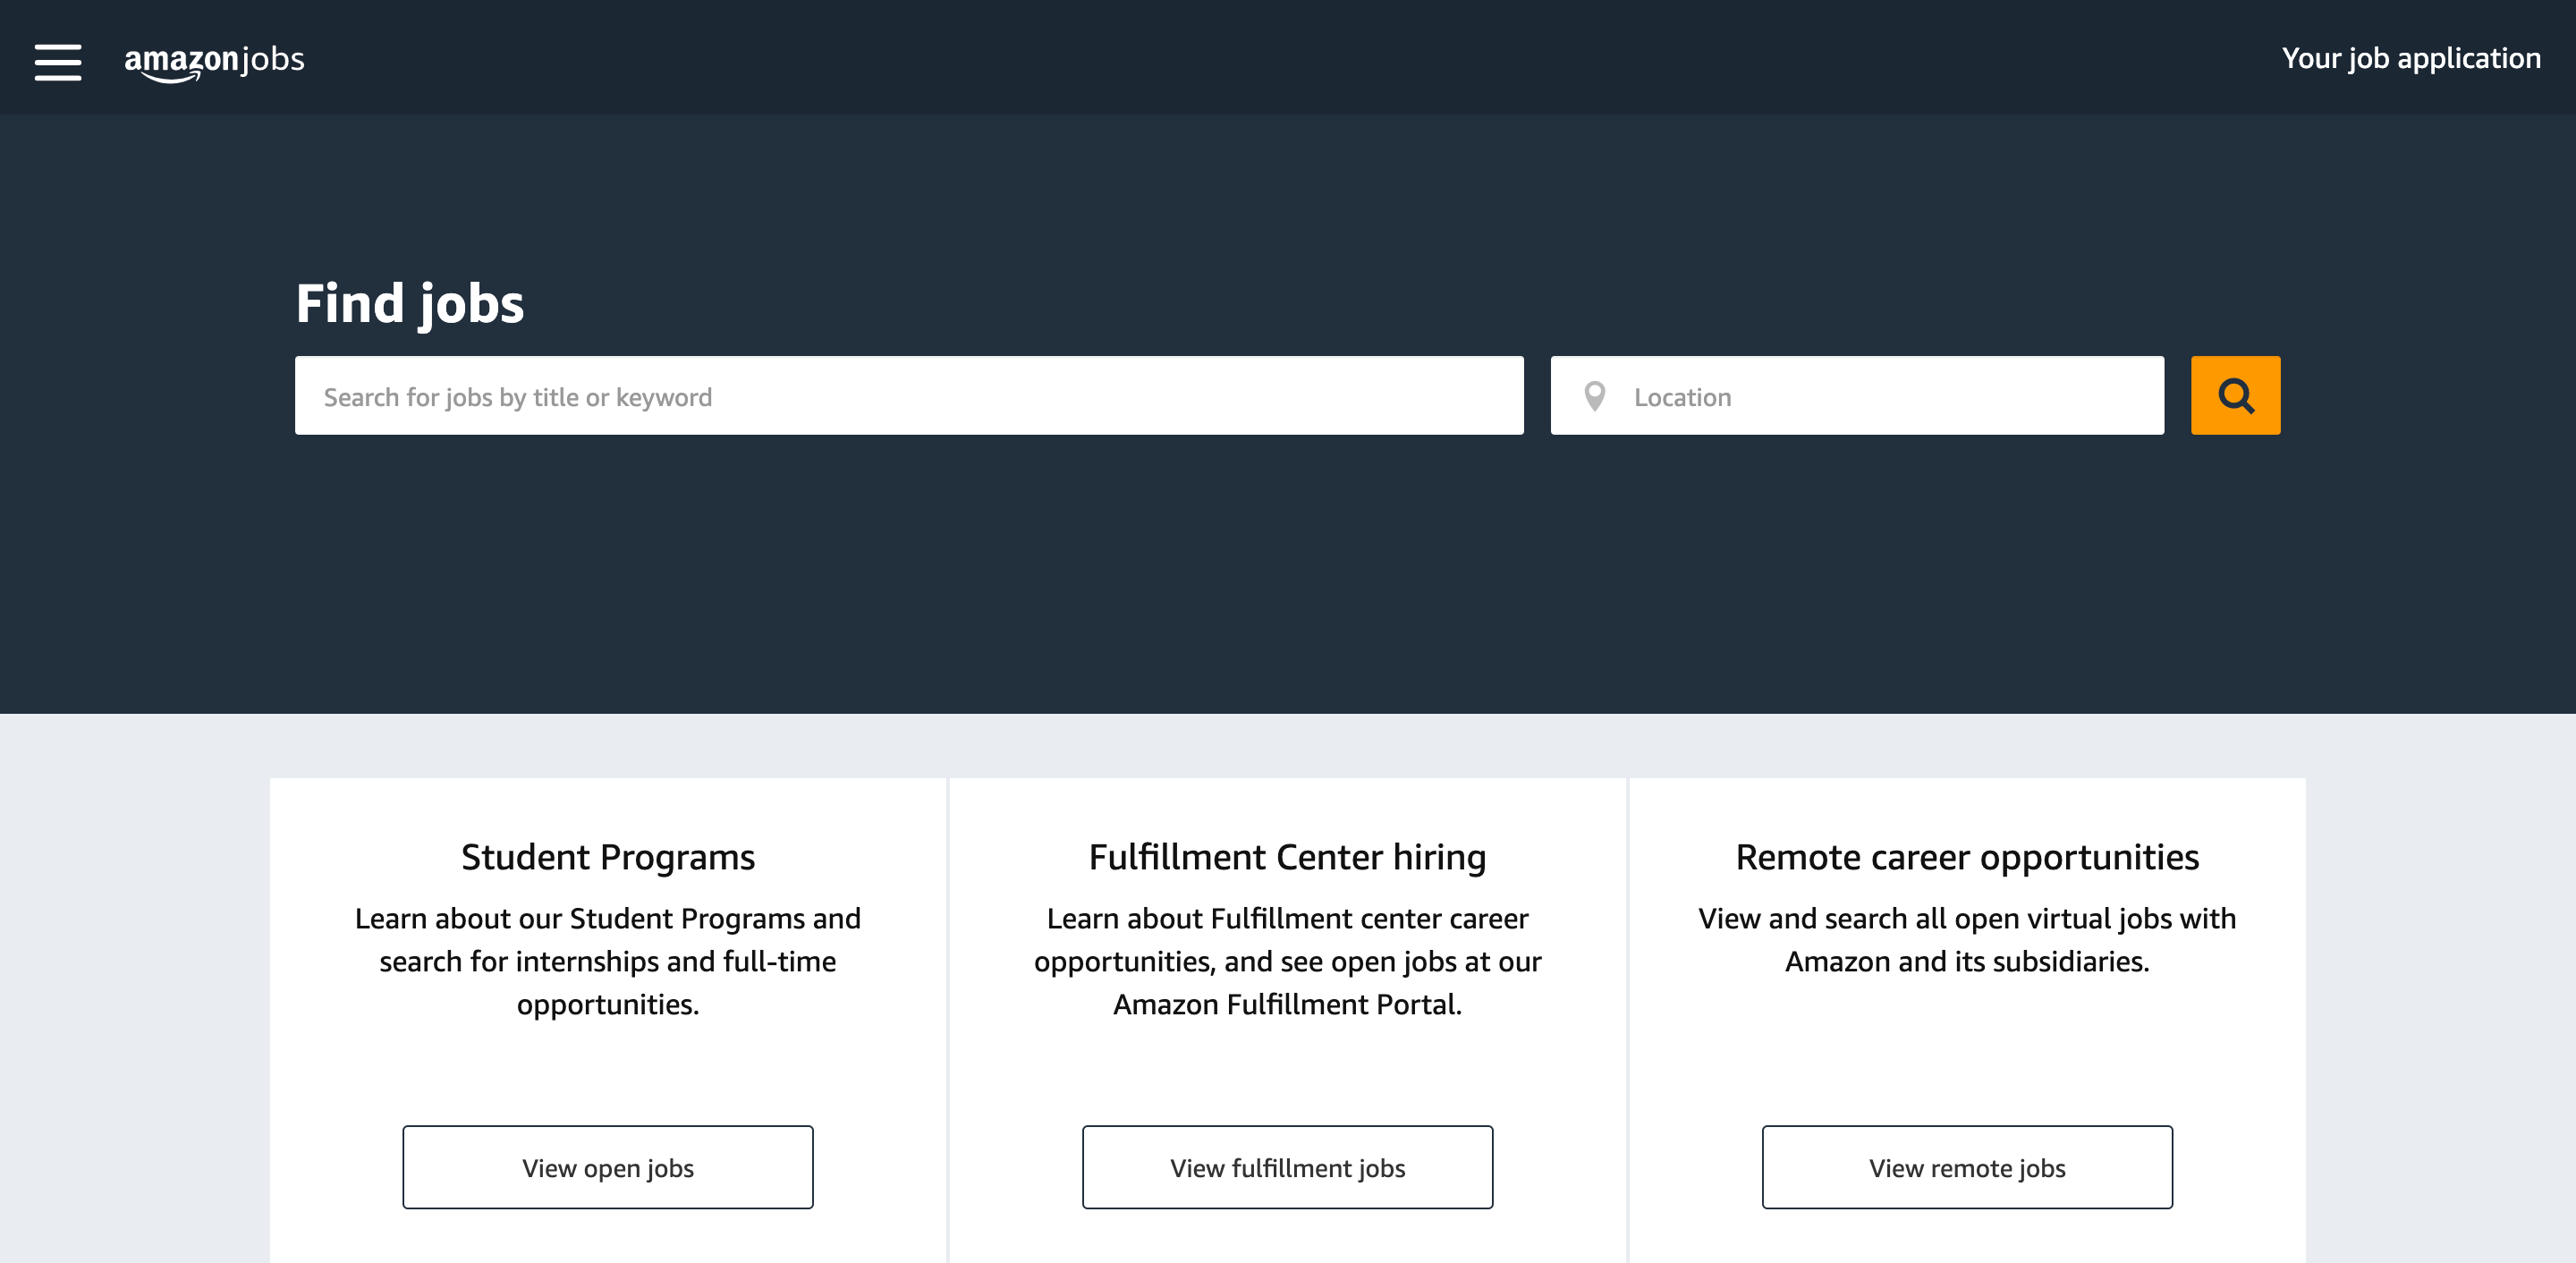 amazonjobs
Your job application
Find jobs
Search for jobs by title or keyword
Location
Student Programs
Learn about our Student Programs and
search for internships and full-time
opportunities.
View open jobs
Fulfillment Center hiring
Learn about Fulfillment center career
opportunities, and see open jobs at our
Amazon Fulfillment Portal.
View fulfillment jobs
Remote career opportunities
View and search all open virtual jobs with
Amazon and its subsidiaries.
View remote jobs